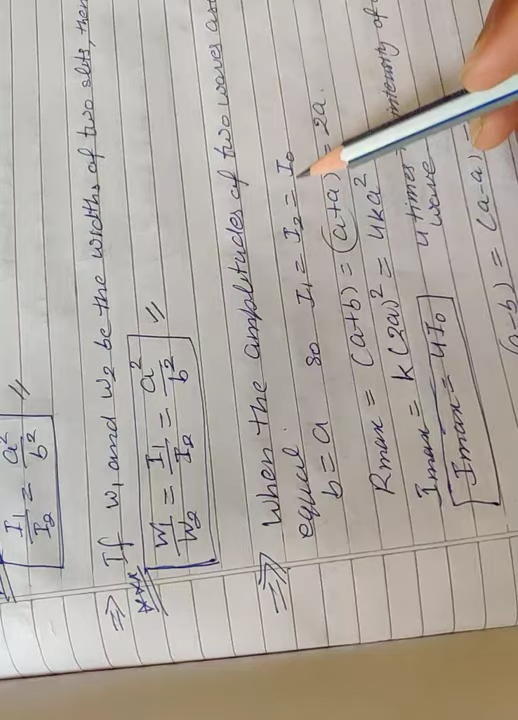 I₁/I₂ = a²/b² //
⇒ If w₁ and w₂ be the widths of two slits, then
*** W₁/W₂ = I₁/I₂ = a²/b² //
⇒ When the amplitudes of two waves are
equal.
b = a so I₁ = I₂ = I₀
Rmax = (a+b) = (a+a) = 2a.
Imax = K(2a)² = 4Ka²
Imax = 4I₀ 4 times intensity of
wave
(a-b) = (a-a)